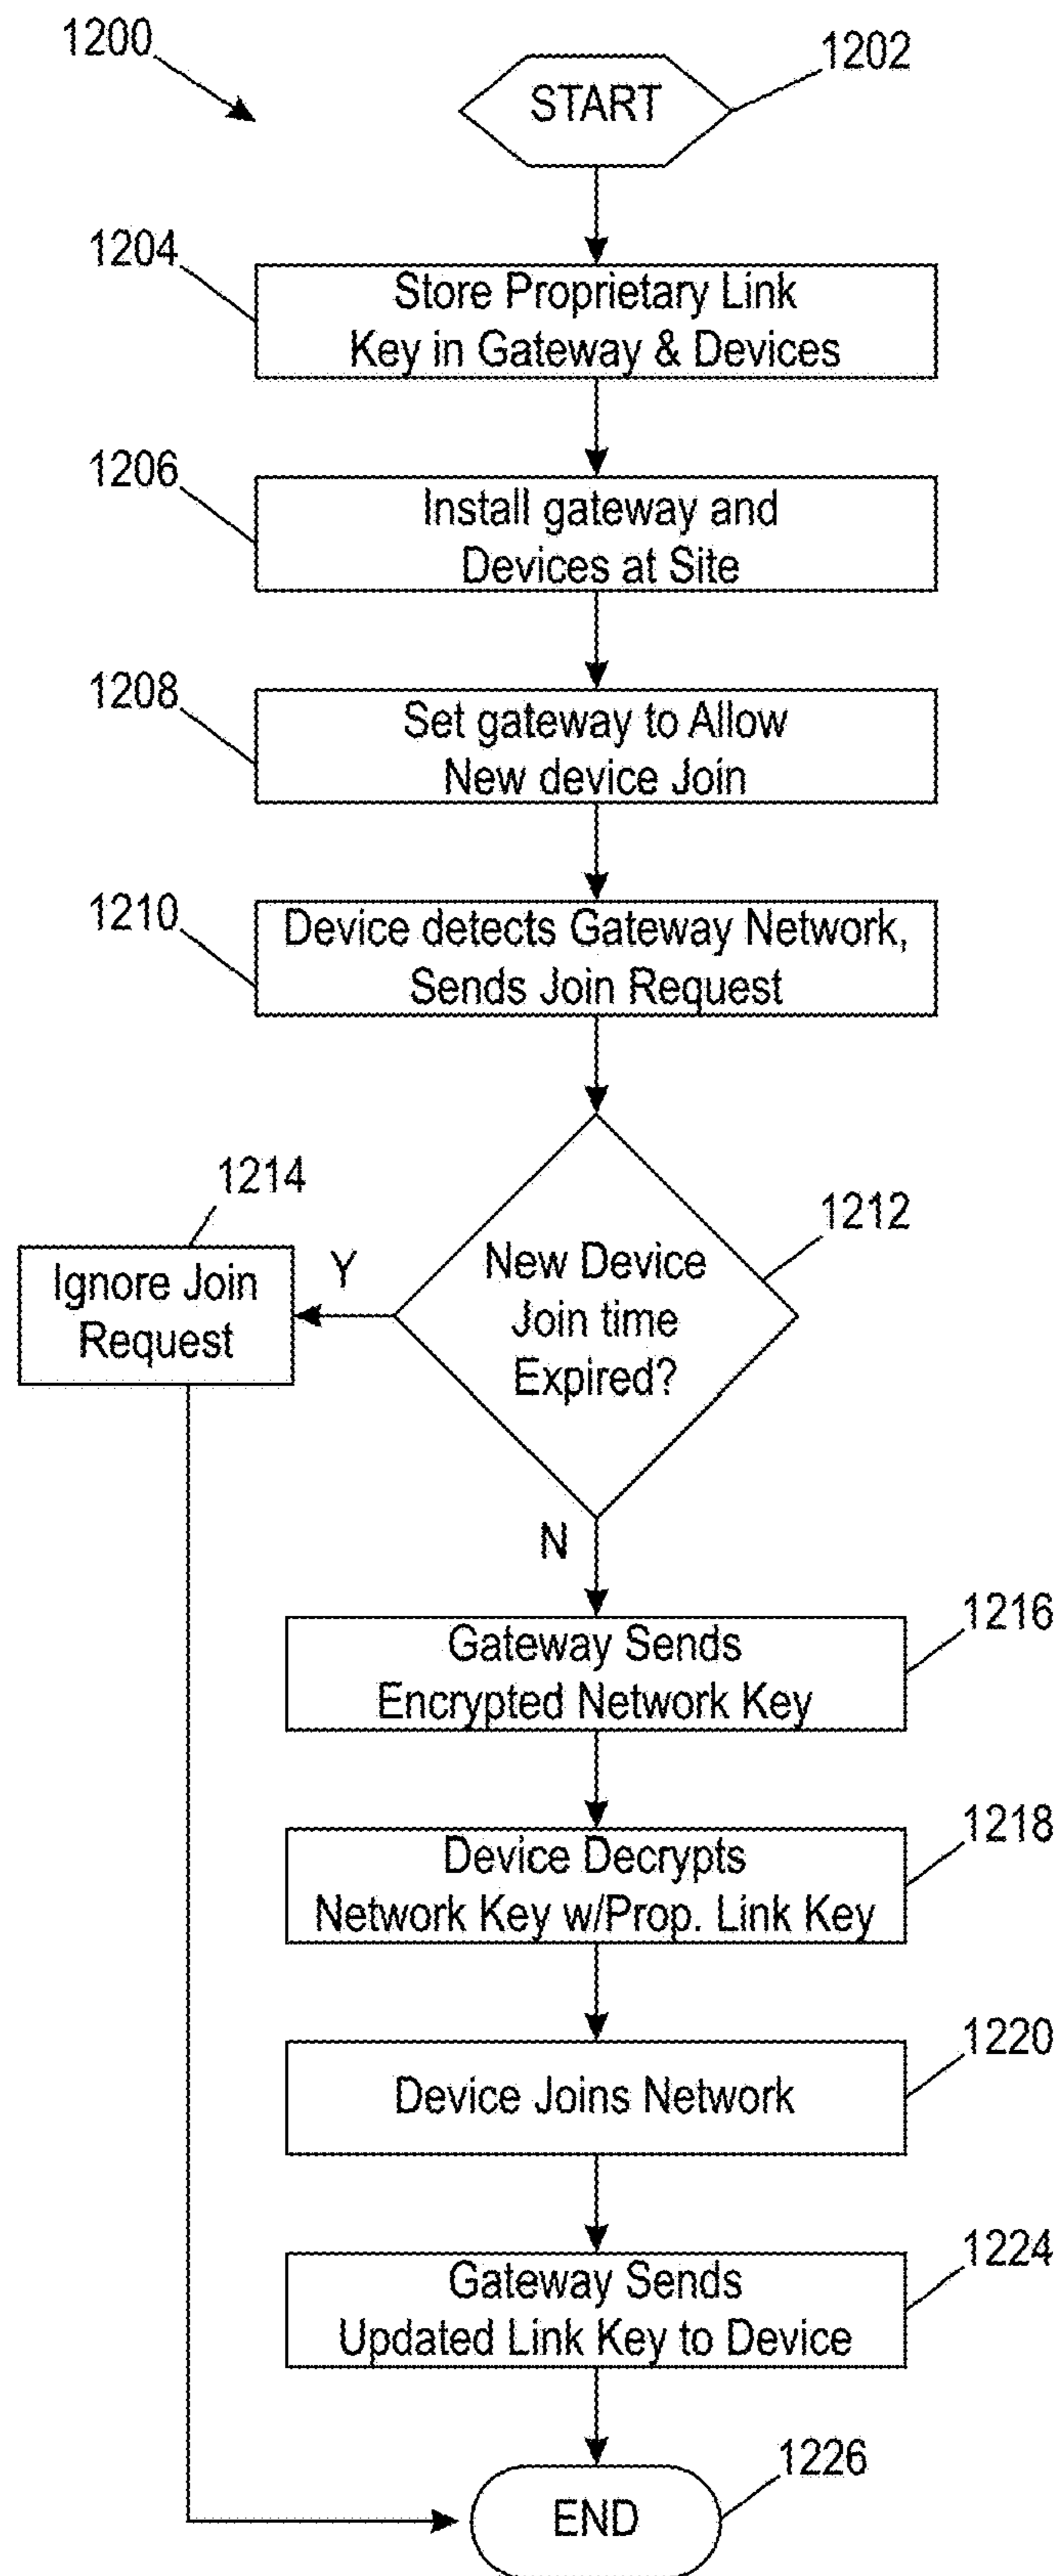 1200
1202
START
1204
Store Proprietary Link
Key in Gateway & Devices
1206
Install gateway and
Devices at Site
1208
Set gateway to Allow
New device Join
1210
Device detects Gateway Network,
Sends Join Request
1214
1212
Ignore Join
Request
Y
New Device
Join time
Expired?
N
1216
Gateway Sends
Encrypted Network Key
1218
Device Decrypts
Network Key w/Prop. Link Key
1220
Device Joins Network
1224
Gateway Sends
Updated Link Key to Device
1226
END